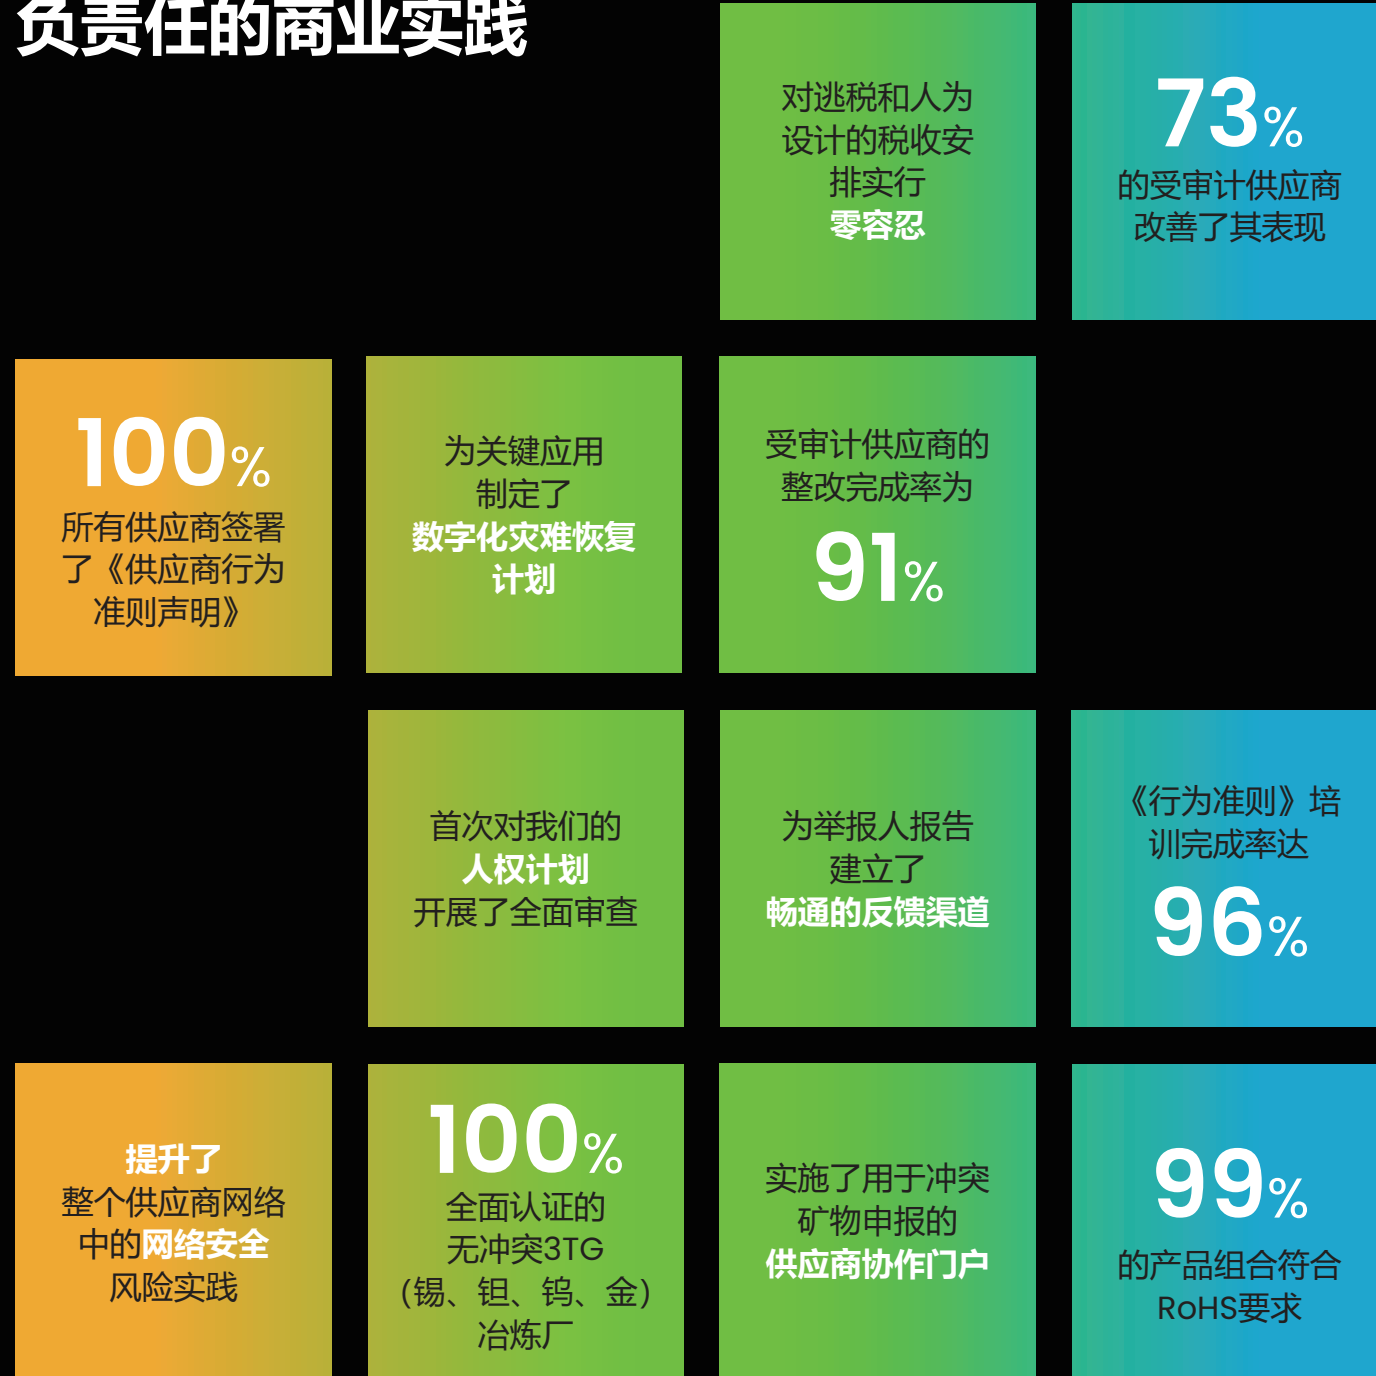 负责任的商业实践
对逃税和人为
设计的税收安
排实行
零容忍
73%
的受审计供应商
改善了其表现
100%
所有供应商签署
了《供应商行为
准则声明》
为关键应用
制定了
数字化灾难恢复
计划
受审计供应商的
整改完成率为
91%
首次对我们的
人权计划
开展了全面审查
为举报人报告
建立了
畅通的反馈渠道
《行为准则》培
训完成率达
96%
提升了
整个供应商网络
中的网络安全
风险实践
100%
全面认证的
无冲突3TG
（锡、钽、钨、金）
冶炼厂
实施了用于冲突
矿物申报的
供应商协作门户
99%
的产品组合符合
RoHS要求